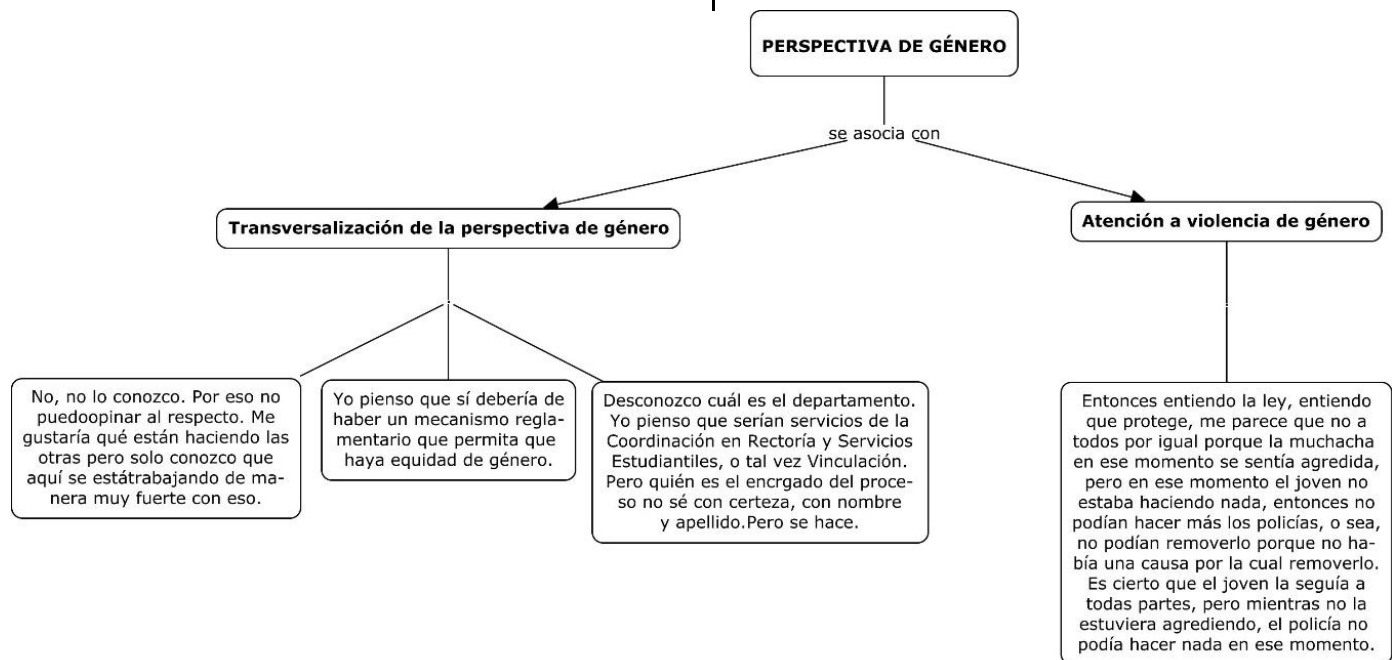 PERSPECTIVA DE GÉNERO
se asocia con
Transversalización de la perspectiva de género
Atención a violencia de género
No, no lo conozco. Por eso no
puedoopinar al respecto. Me
gustaría qué están haciendo las
otras pero solo conozco que
aquí se estátrabajando de ma-
nera muy fuerte con eso.
Yo pienso que sí debería de
haber un mecanismo regla-
mentario que permita que
haya equidad de género.
Desconozco cuál es el departamento.
Yo pienso que serían servicios de la
Coordinación en Rectoría y Servicios
Estudiantiles, o tal vez Vinculación.
Pero quién es el encrgado del proce-
so no sé con certeza, con nombre
y apellido.Pero se hace.
Entonces entiendo la ley, entiendo
que protege, me parece que no a
todos por igual porque la muchacha
en ese momento se sentía agredida,
pero en ese momento el joven no
estaba haciendo nada, entonces no
podían hacer más los policías, o sea,
no podían removerlo porque no ha-
bía una causa por la cual removerlo.
Es cierto que el joven la seguía a
todas partes, pero mientras no la
estuviera agrediendo, el policía no
podía hacer nada en ese momento.